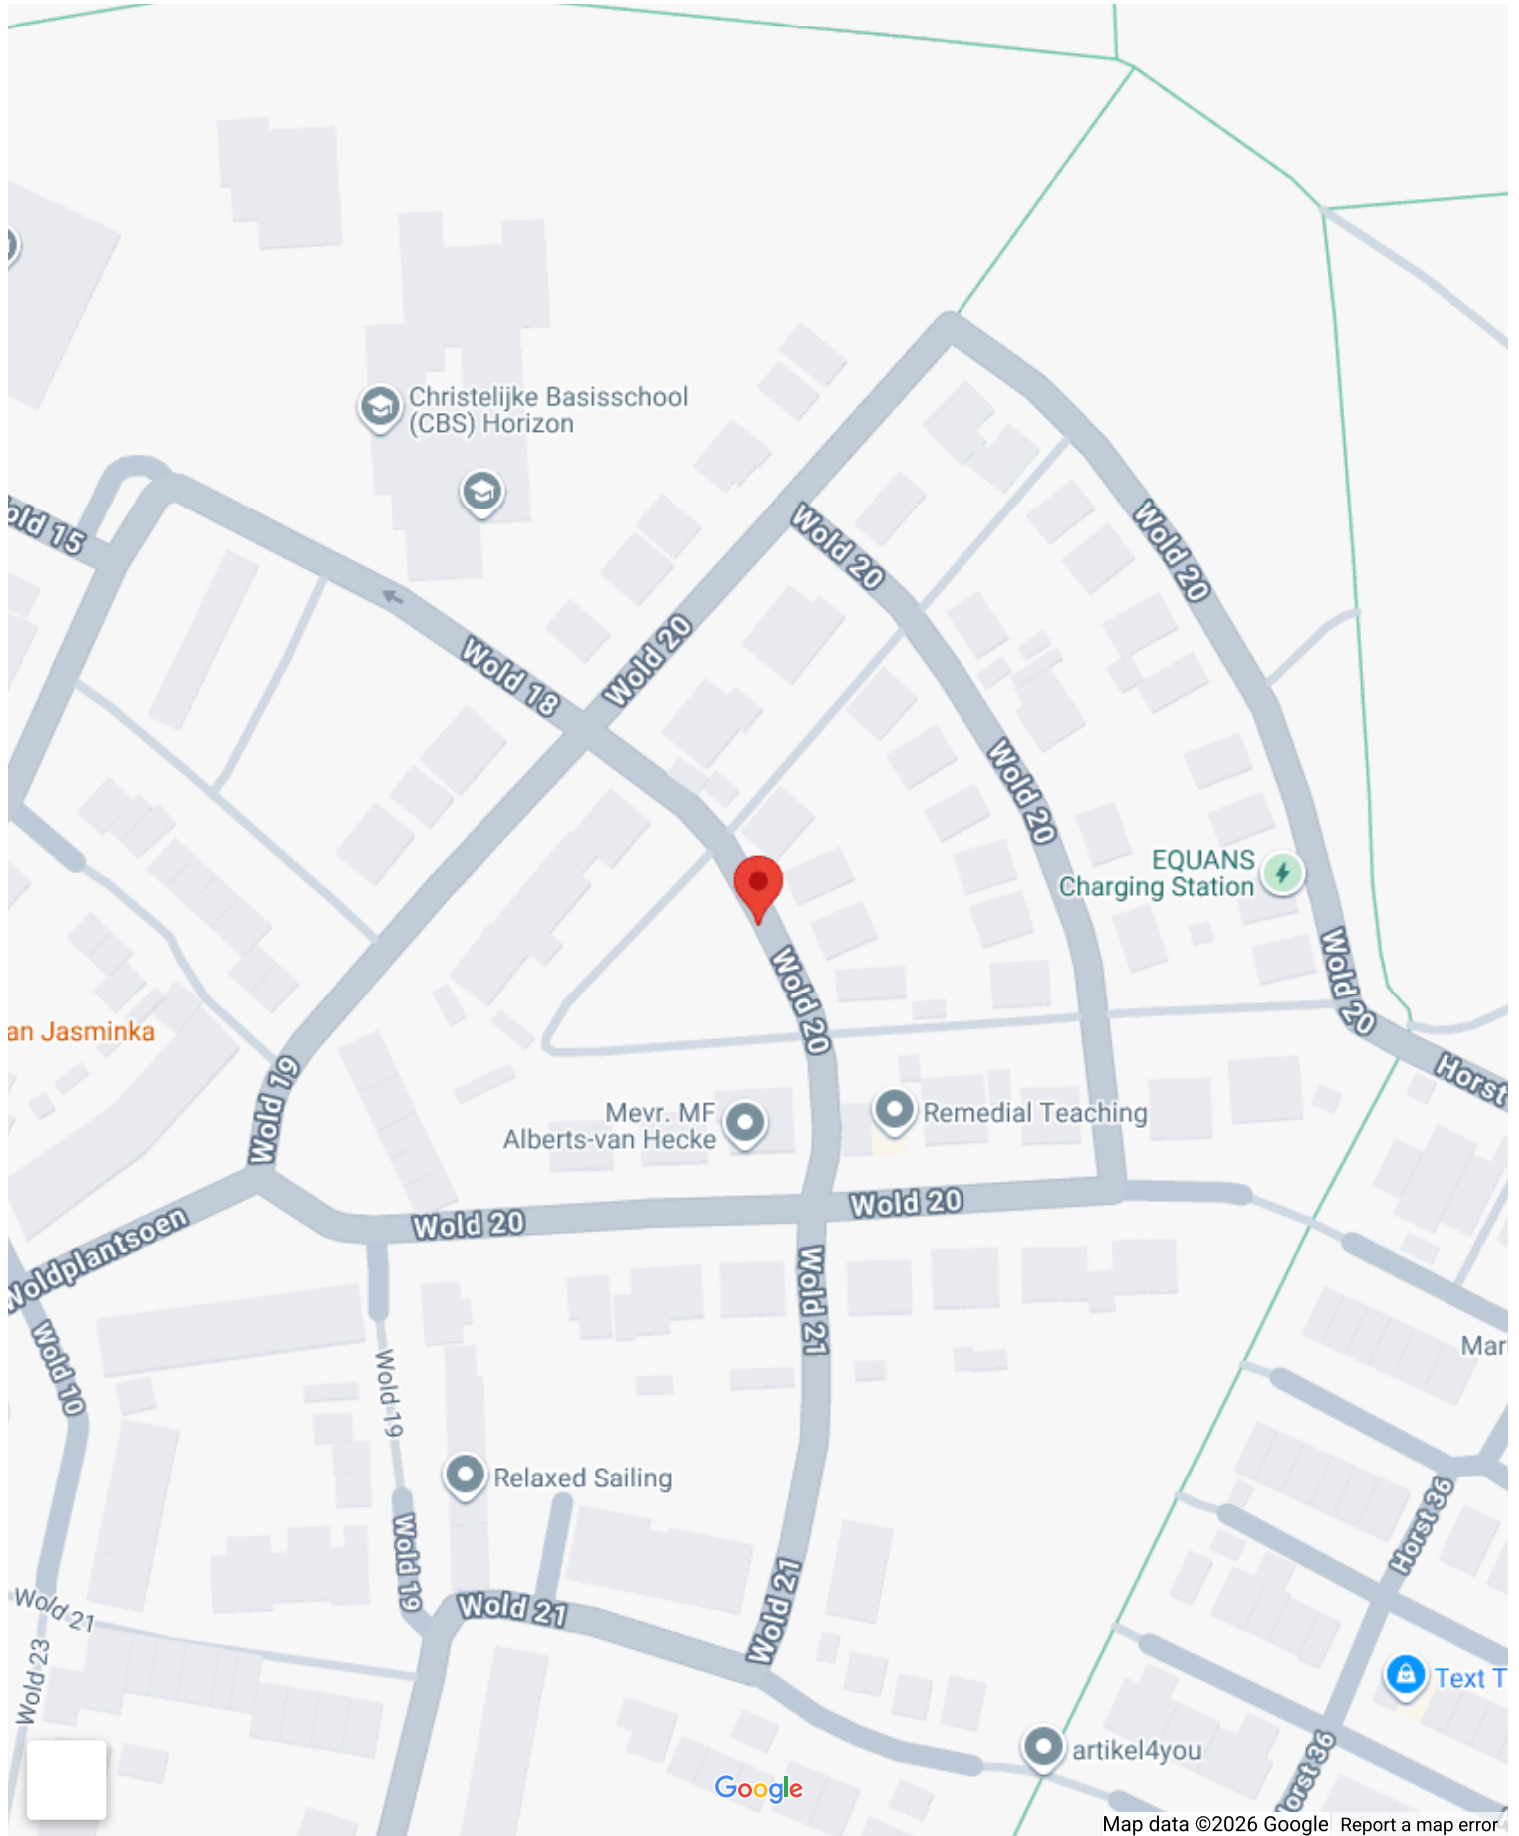 Christelijke Basisschool
(CBS) Horizon
old 15
Wold 20
Wold 20
Wold 20
Wold 18
Wold 20
EQUANS
Charging Station
Wold 20
Wold 20
an Jasminka
Wold 19
Horst
Mevr. MF
Alberts-van Hecke
Remedial Teaching
Wold 20
Wold 20
Woldplantsoen
Wold 21
Wold 10
Wold 19
Mar
Relaxed Sailing
Horst 36
Wold 19
Wold 21
Wold 21
Wold 21
Wold 23
Text T
artikel4you
Horst 36
Google
Map data ©2026 Google
Report a map error